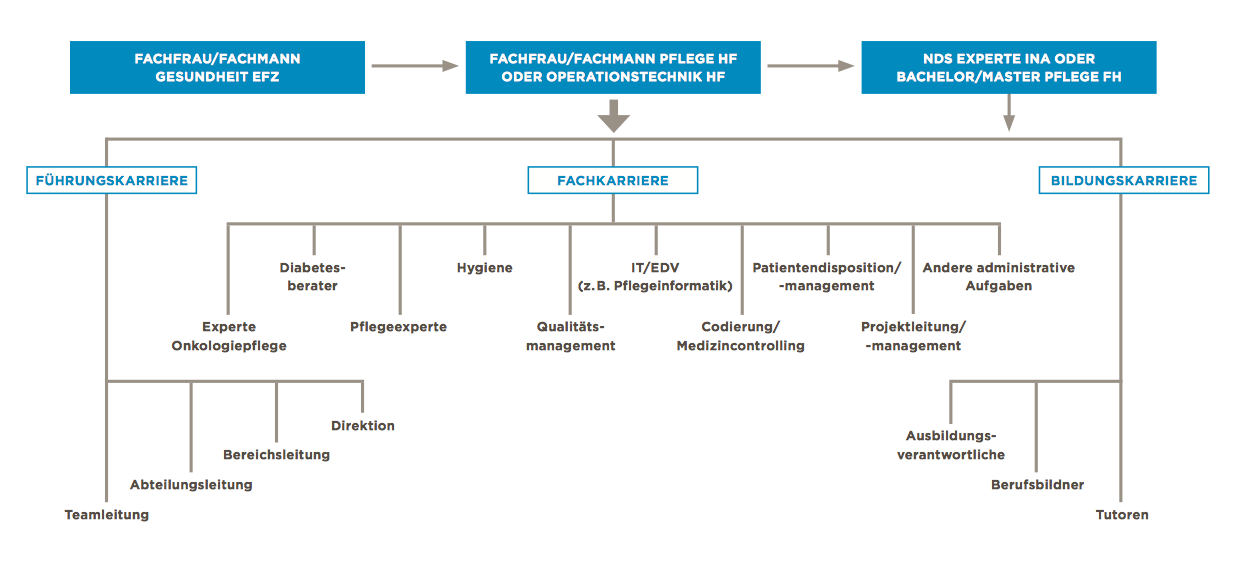 FACHFRAU/FACHMANN
GESUNDHEIT EFZ
FACHFRAU/FACHMANN PFLEGE HF
ODER OPERATIONSTECHNIK HF
NDS EXPERTE INA ODER
BACHELOR/MASTER PFLEGE FH
FÜHRUNGSKARRIERE
FACHKARRIERE
BILDUNGSKARRIERE
Diabetes-
berater
Hygiene
IT/EDV
(z. B. Pflegeinformatik)
Patientendisposition/
-management
Andere administrative
Aufgaben
Experte
Onkologiepflege
Pflegeexperte
Qualitäts-
management
Codierung/
Medizincontrolling
Projektleitung/
-management
Direktion
Bereichsleitung
Abteilungsleitung
Teamleitung
Ausbildungs-
verantwortliche
Berufsbildner
Tutoren